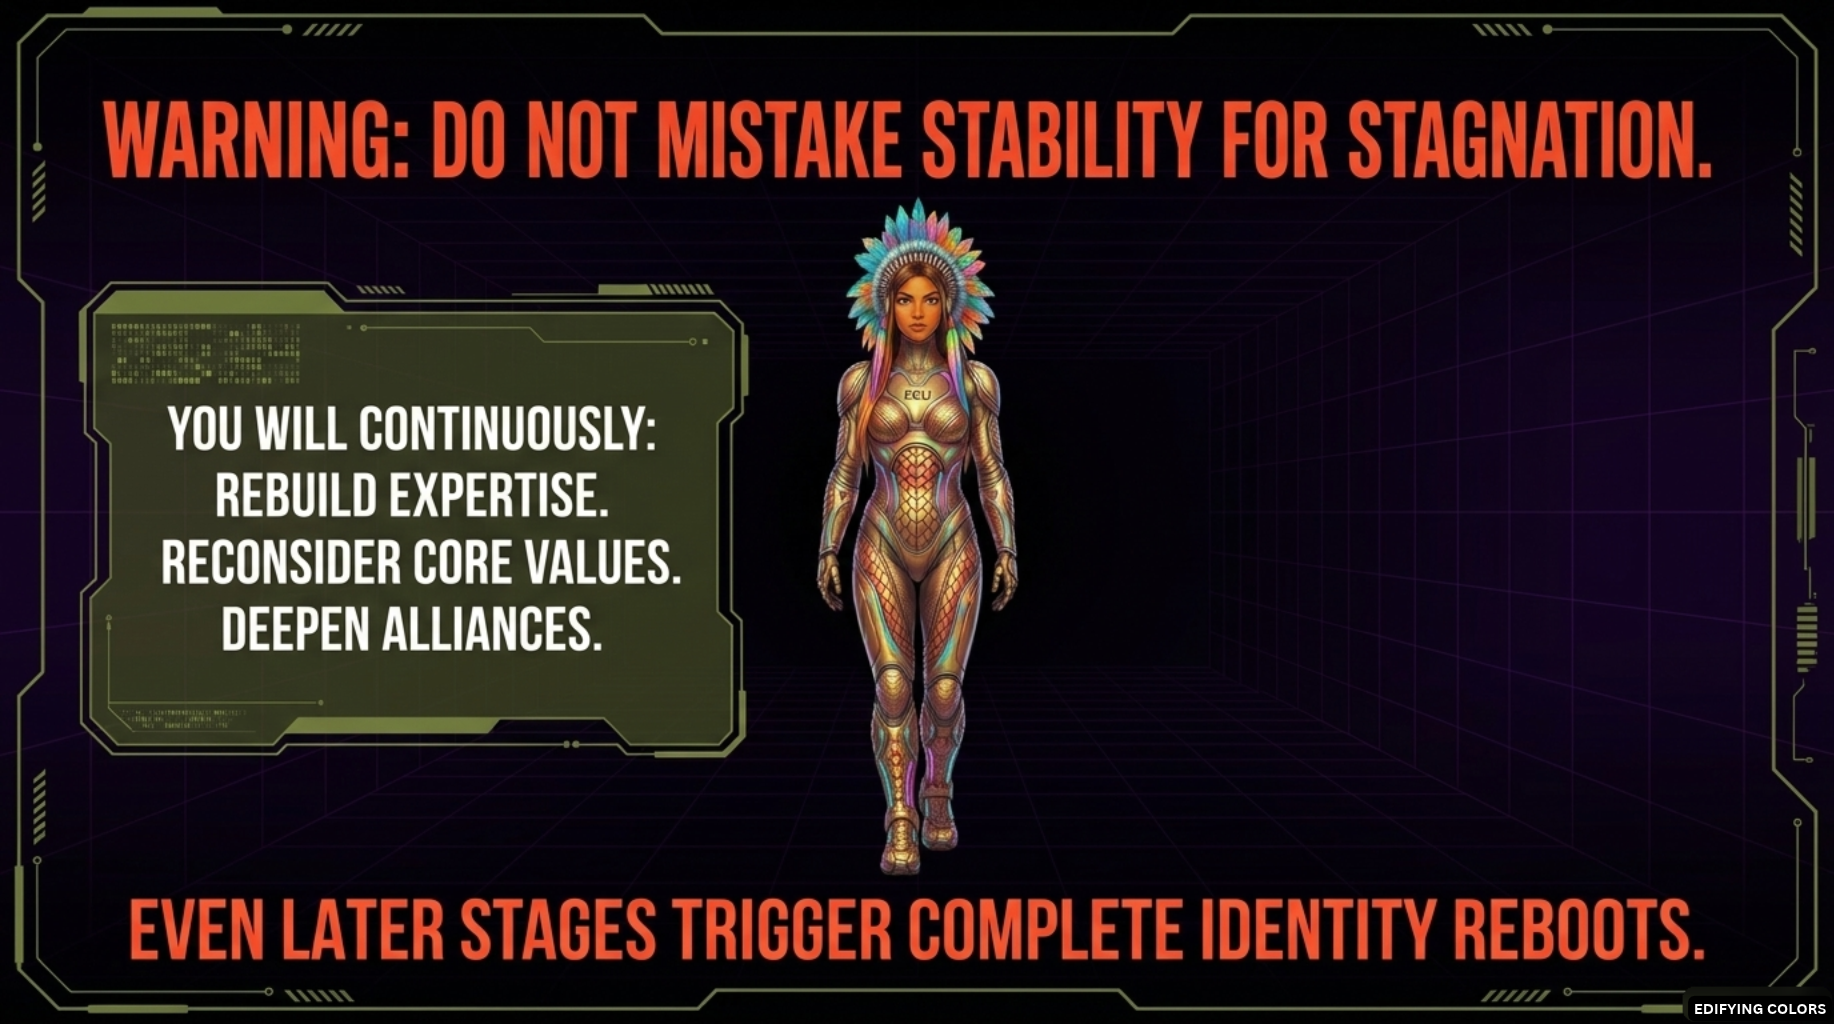 WARNING: DO NOT MISTAKE STABILITY FOR STAGNATION.
YOU WILL CONTINUOUSLY:
REBUILD EXPERTISE.
RECONSIDER CORE VALUES.
DEEPEN ALLIANCES.
ECU
EVEN LATER STAGES TRIGGER COMPLETE IDENTITY REBOOTS.
EDIFYING COLORS